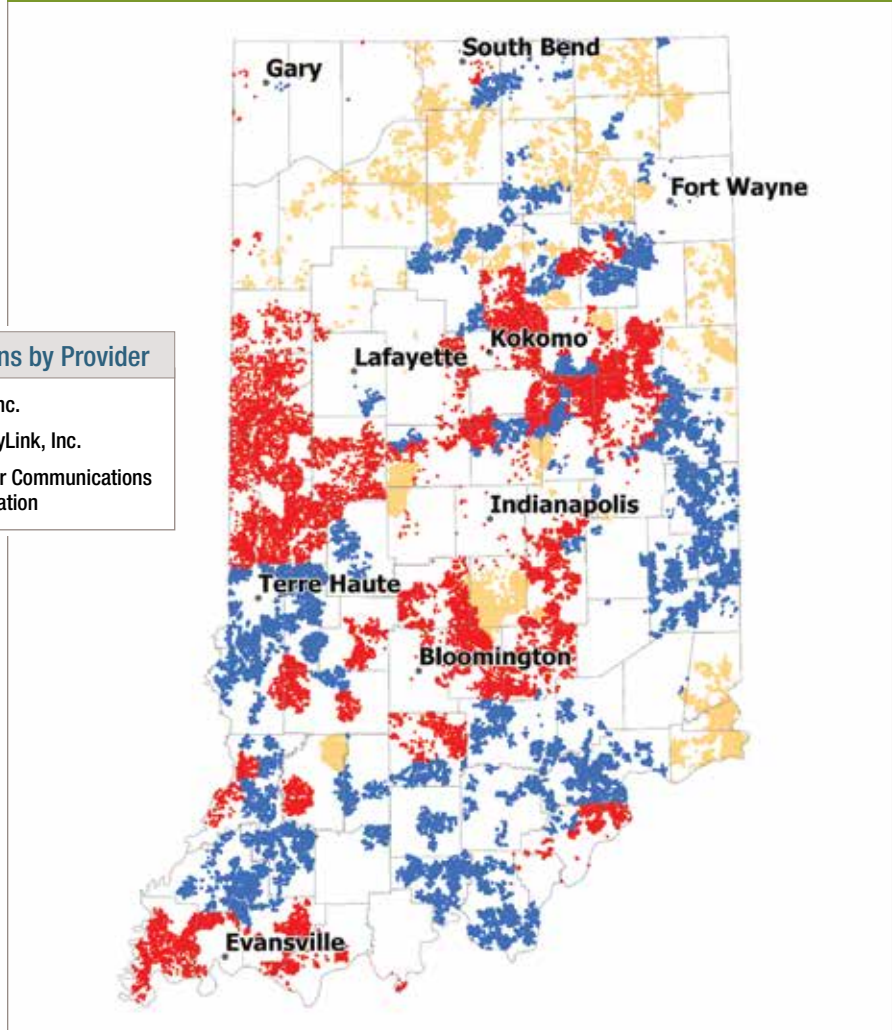 South Bend
Gary
Fort Wayne
ns by Provider
Kokomo
Lafayette
nc.
yLink, Inc.
r Communications
ation
Indianapolis
Terre Haute
Bloomington
Evansville